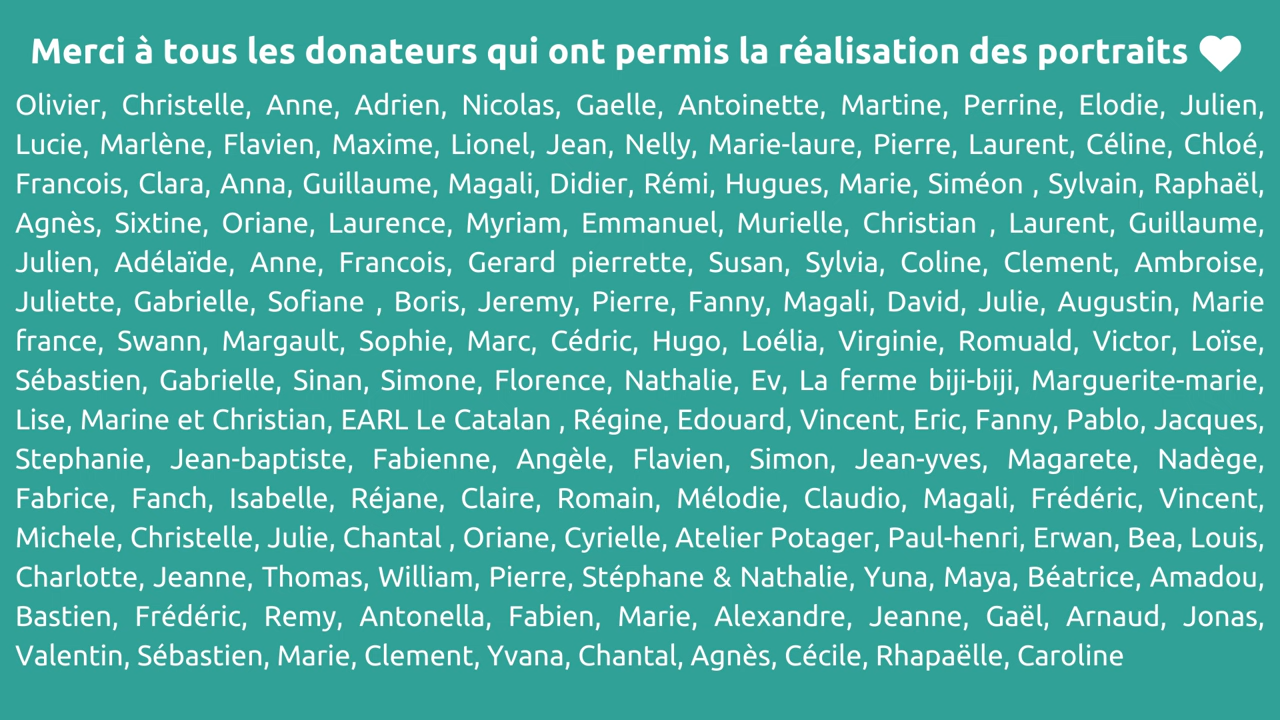 Merci à tous les donateurs qui ont permis la réalisation des portraits
Olivier, Christelle, Anne, Adrien, Nicolas, Gaelle, Antoinette, Martine, Perrine, Elodie, Julien,
Lucie, Marlène, Flavien, Maxime, Lionel, Jean, Nelly, Marie-laure, Pierre, Laurent, Céline, Chloé,
Francois, Clara, Anna, Guillaume, Magali, Didier, Rémi, Hugues, Marie, Siméon , Sylvain, Raphaël,
Agnès, Sixtine, Oriane, Laurence, Myriam, Emmanuel, Murielle, Christian , Laurent, Guillaume,
Julien, Adélaïde, Anne, Francois, Gerard pierrette, Susan, Sylvia, Coline, Clement, Ambroise,
Juliette, Gabrielle, Sofiane , Boris, Jeremy, Pierre, Fanny, Magali, David, Julie, Augustin, Marie
france, Swann, Margault, Sophie, Marc, Cédric, Hugo, Loélia, Virginie, Romuald, Victor, Loïse,
Sébastien, Gabrielle, Sinan, Simone, Florence, Nathalie, Ev, La ferme biji-biji, Marguerite-marie,
Lise, Marine et Christian, EARL Le Catalan , Régine, Edouard, Vincent, Eric, Fanny, Pablo, Jacques,
Stephanie, Jean-baptiste, Fabienne, Angèle, Flavien, Simon, Jean-yves, Magarete, Nadège,
Fabrice, Fanch, Isabelle, Réjane, Claire, Romain, Mélodie, Claudio, Magali, Frédéric, Vincent,
Michele, Christelle, Julie, Chantal , Oriane, Cyrielle, Atelier Potager, Paul-henri, Erwan, Bea, Louis,
Charlotte, Jeanne, Thomas, William, Pierre, Stéphane & Nathalie, Yuna, Maya, Béatrice, Amadou,
Bastien, Frédéric, Remy, Antonella, Fabien, Marie, Alexandre, Jeanne, Gaël, Arnaud, Jonas,
Valentin, Sébastien, Marie, Clement, Yvana, Chantal, Agnès, Cécile, Rhapaëlle, Caroline